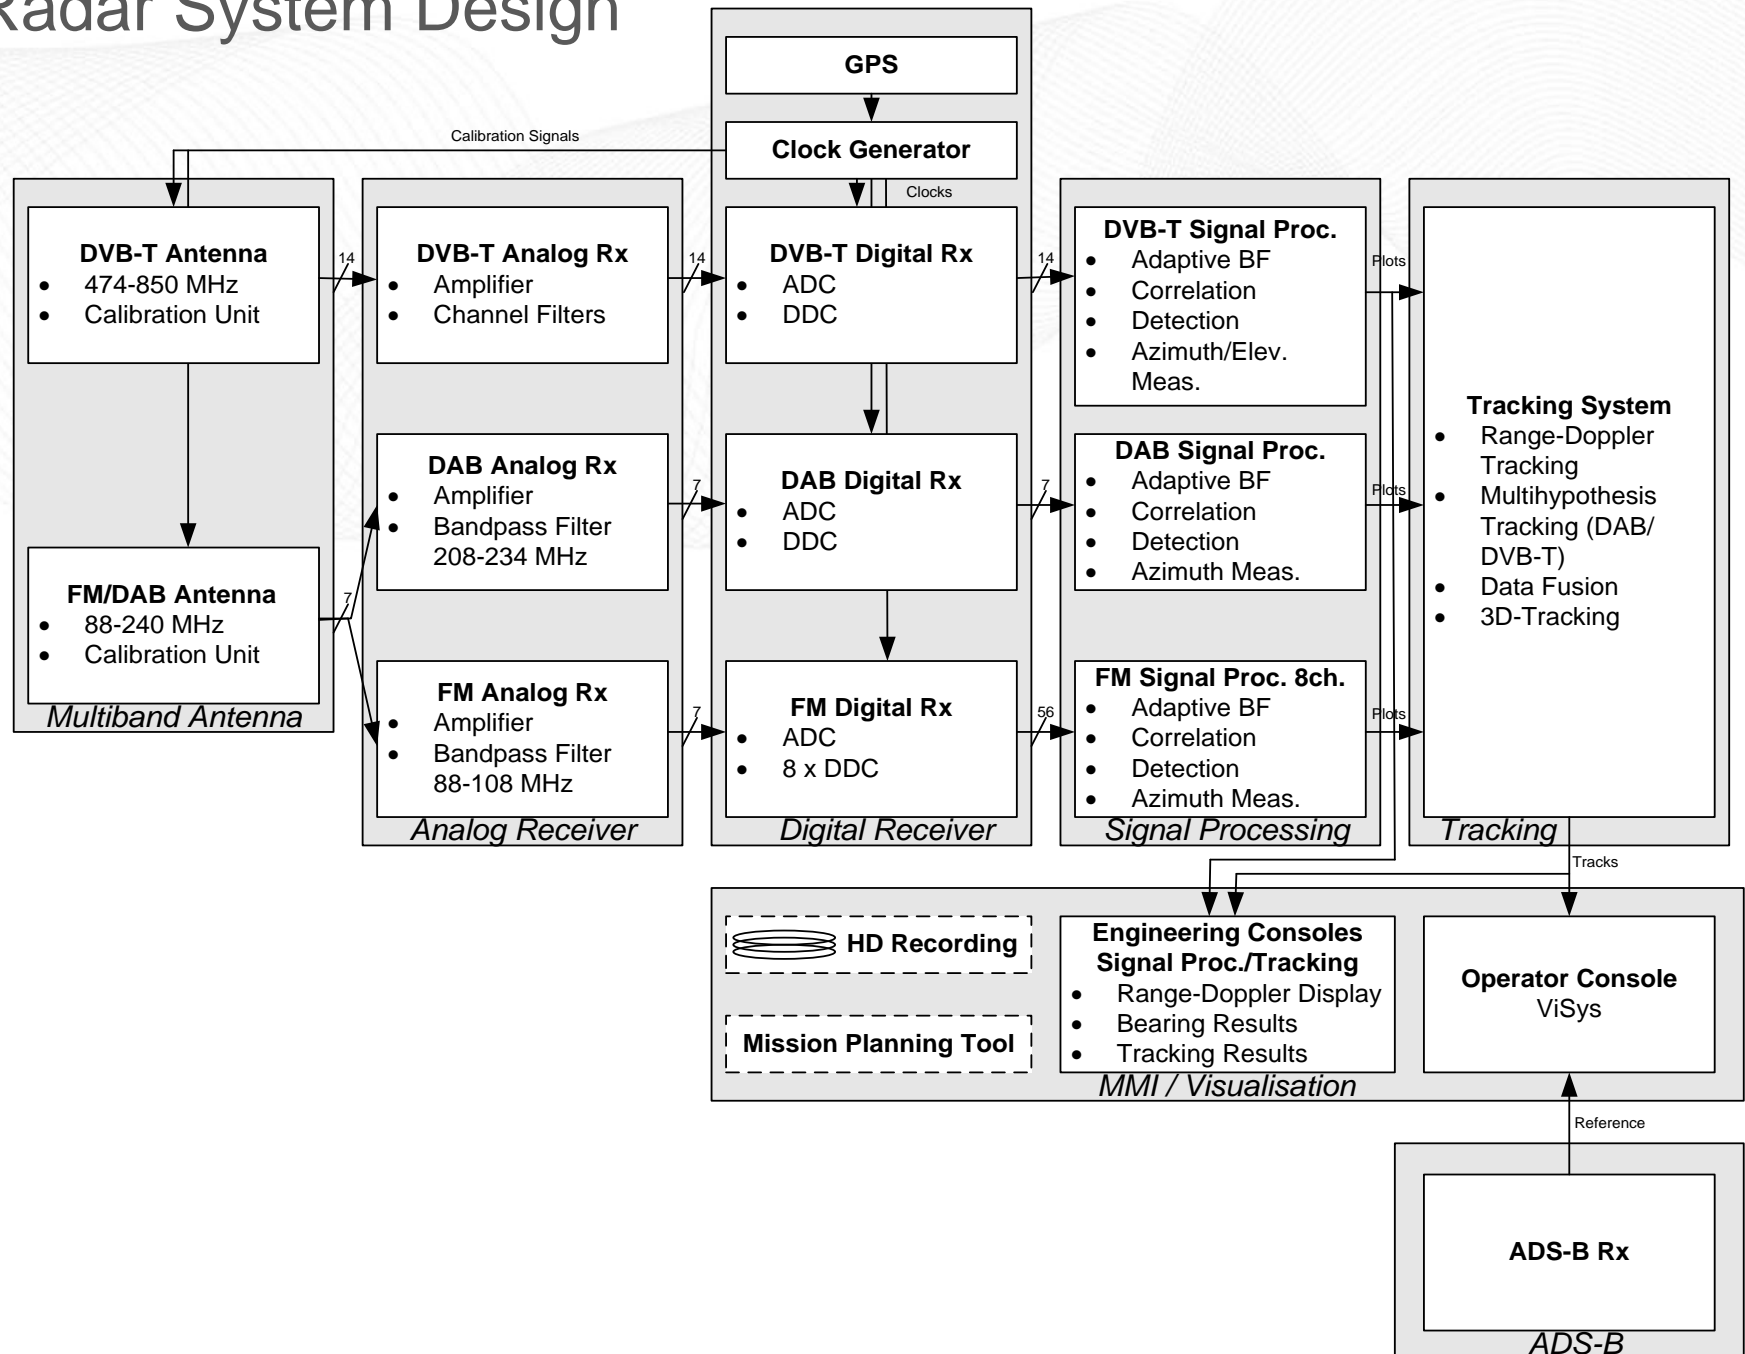 Radar System Design
GPS
Clock Generator
Calibration Signals
Clocks
DVB-T Antenna
• 474-850 MHz
• Calibration Unit
14
FM/DAB Antenna
• 88-240 MHz
• Calibration Unit
7
Multiband Antenna
DVB-T Analog Rx
• Amplifier
• Channel Filters
14
DAB Analog Rx
• Amplifier
• Bandpass Filter
208-234 MHz
7
FM Analog Rx
• Amplifier
• Bandpass Filter
88-108 MHz
7
Analog Receiver
DVB-T Digital Rx
• ADC
• DDC
14
DAB Digital Rx
• ADC
• DDC
7
FM Digital Rx
• ADC
• 8 x DDC
56
Digital Receiver
DVB-T Signal Proc.
• Adaptive BF
• Correlation
• Detection
• Azimuth/Elev.
Meas.
Plots
DAB Signal Proc.
• Adaptive BF
• Correlation
• Detection
• Azimuth Meas.
Plots
FM Signal Proc. 8ch.
• Adaptive BF
• Correlation
• Detection
• Azimuth Meas.
Plots
Signal Processing
Tracking System
• Range-Doppler
Tracking
• Multihypothesis
Tracking (DAB/
DVB-T)
• Data Fusion
• 3D-Tracking
Tracking
Tracks
HD Recording
Mission Planning Tool
Engineering Consoles
Signal Proc./Tracking
• Range-Doppler Display
• Bearing Results
• Tracking Results
Operator Console
ViSys
MMI / Visualisation
Reference
ADS-B Rx
ADS-B